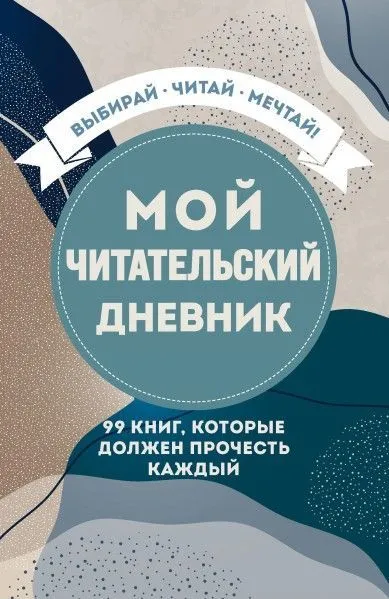 ВЫБИРАЙ · ЧИТАЙ · МЕЧТАЙ!
МОЙ
ЧИТАТЕЛЬСКИЙ
ДНЕВНИК
99 КНИГ, КОТОРЫЕ
ДОЛЖЕН ПРОЧЕСТЬ
КАЖДЫЙ